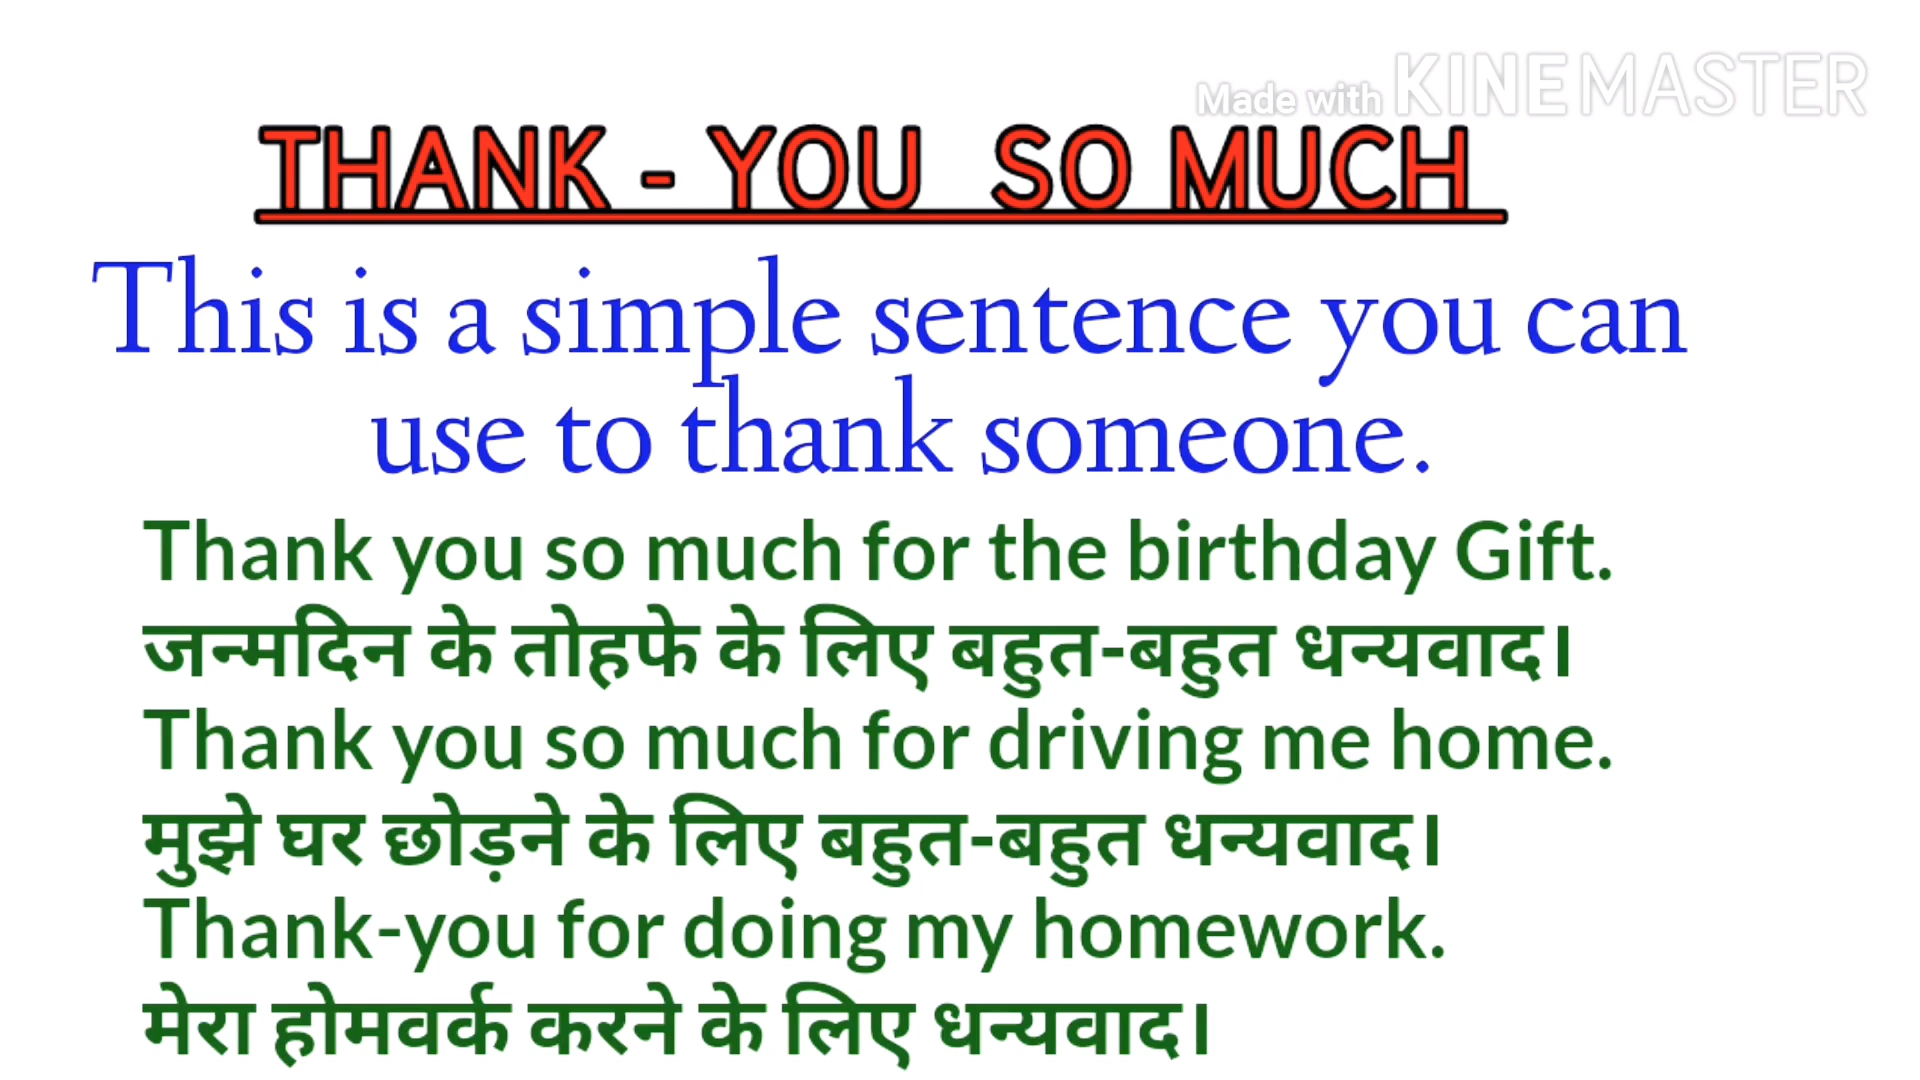 Made with KINEMASTER
THANK - YOU SO MUCH
This is a simple sentence you can
use to thank someone.
Thank you so much for the birthday Gift.
जन्मदिन के तोहफे के लिए बहुत-बहुत धन्यवाद।
Thank you so much for driving me home.
मुझे घर छोड़ने के लिए बहुत-बहुत धन्यवाद।
Thank-you for doing my homework.
मेरा होमवर्क करने के लिए धन्यवाद।